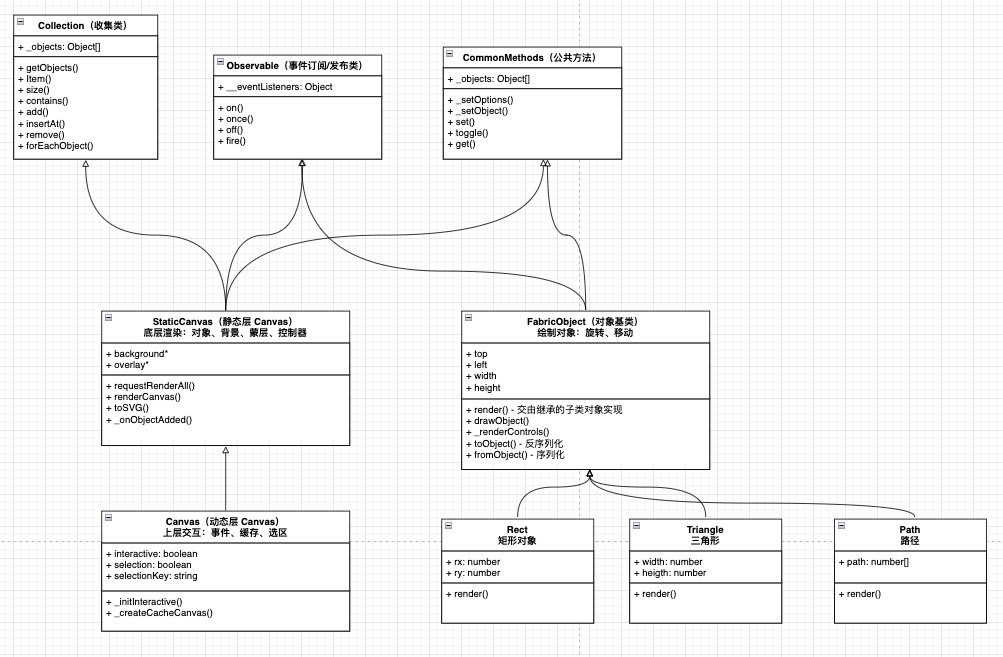 Collection（收集类）
+ _objects: Object[]
+ getObjects()
+ Item()
+ size()
+ contains()
+ add()
+ insertAt()
+ remove()
+ forEachObject()
Observable（事件订阅/发布类）
+ __eventListeners: Object
+ on()
+ once()
+ off()
+ fire()
CommonMethods（公共方法）
+ _objects: Object[]
+ _setOptions()
+ _setObject()
+ set()
+ toggle()
+ get()
StaticCanvas（静态层 Canvas）
底层渲染：对象、背景、蒙层、控制器
+ background*
+ overlay*
+ requestRenderAll()
+ renderCanvas()
+ toSVG()
+ _onObjectAdded()
FabricObject（对象基类）
绘制对象：旋转、移动
+ top
+ left
+ width
+ height
+ render() - 交由继承的子类对象实现
+ drawObject()
+ _renderControls()
+ toObject() - 反序列化
+ fromObject() - 序列化
Canvas（动态层 Canvas）
上层交互：事件、缓存、选区
+ interactive: boolean
+ selection: boolean
+ selectionKey: string
+ _initInteractive()
+ _createCacheCanvas()
Rect
矩形对象
+ rx: number
+ ry: number
+ render()
Triangle
三角形
+ width: number
+ heigth: number
+ render()
Path
路径
+ path: number[]
+ render()